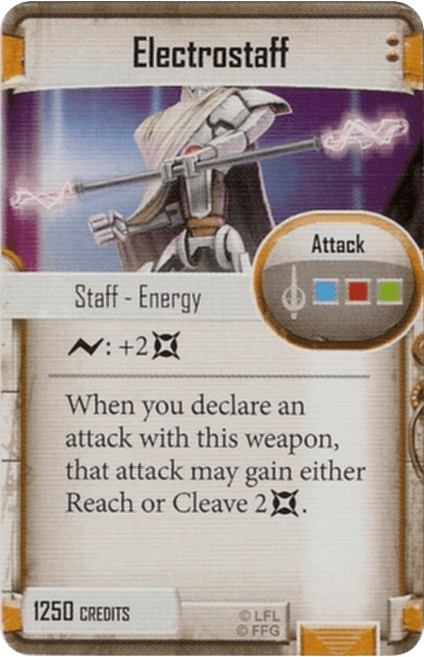 Electrostaff
Attack
Staff - Energy
: +2
When you declare an
attack with this weapon,
that attack may gain either
Reach or Cleave 2 .
1250 CREDITS
© LFL
© FFG